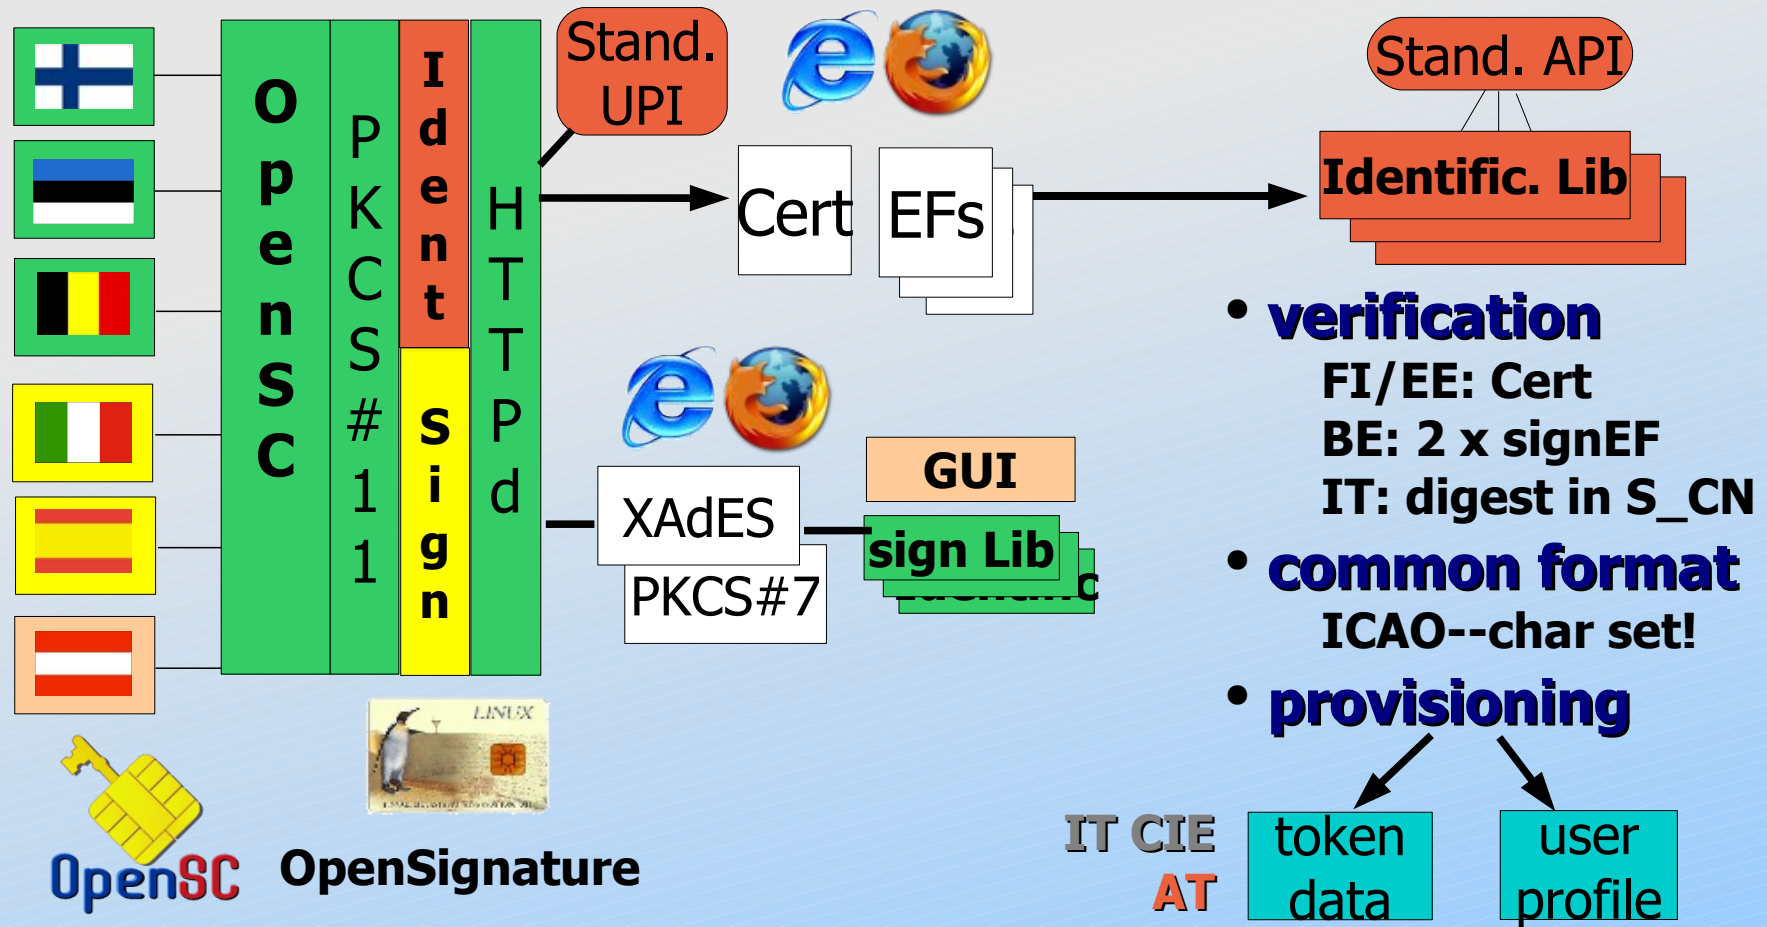 OpenSC
PKCS#11
Ident
Sign
HTTPd
Stand.
UPI
Cert
EFs
Stand. API
Identific. Lib
• verification
FI/EE: Cert
BE: 2 x signEF
IT: digest in S_CN
• common format
ICAO--char set!
• provisioning
IT CIE
AT
token
data
user
profile
XAdES
PKCS#7
GUI
sign Lib
LINUX
OpenSC
OpenSignature